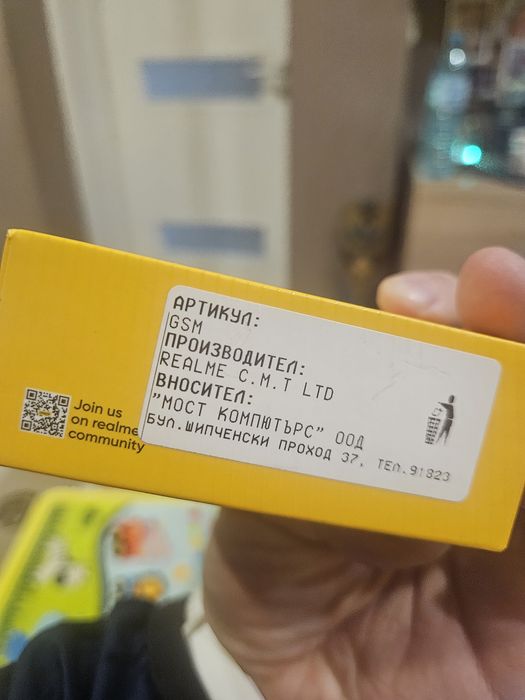 АРТИКУЛ:
GSM
ПРОИЗВОДИТЕЛ:
REALME C.M.T LTD
ВНОСИТЕЛ:
"МОСТ КОМПЮТЪРС" ООД
БУЛ.ШИПЧЕНСКИ ПРОХОД 37, ТЕЛ.91823
Join us
on realme
community